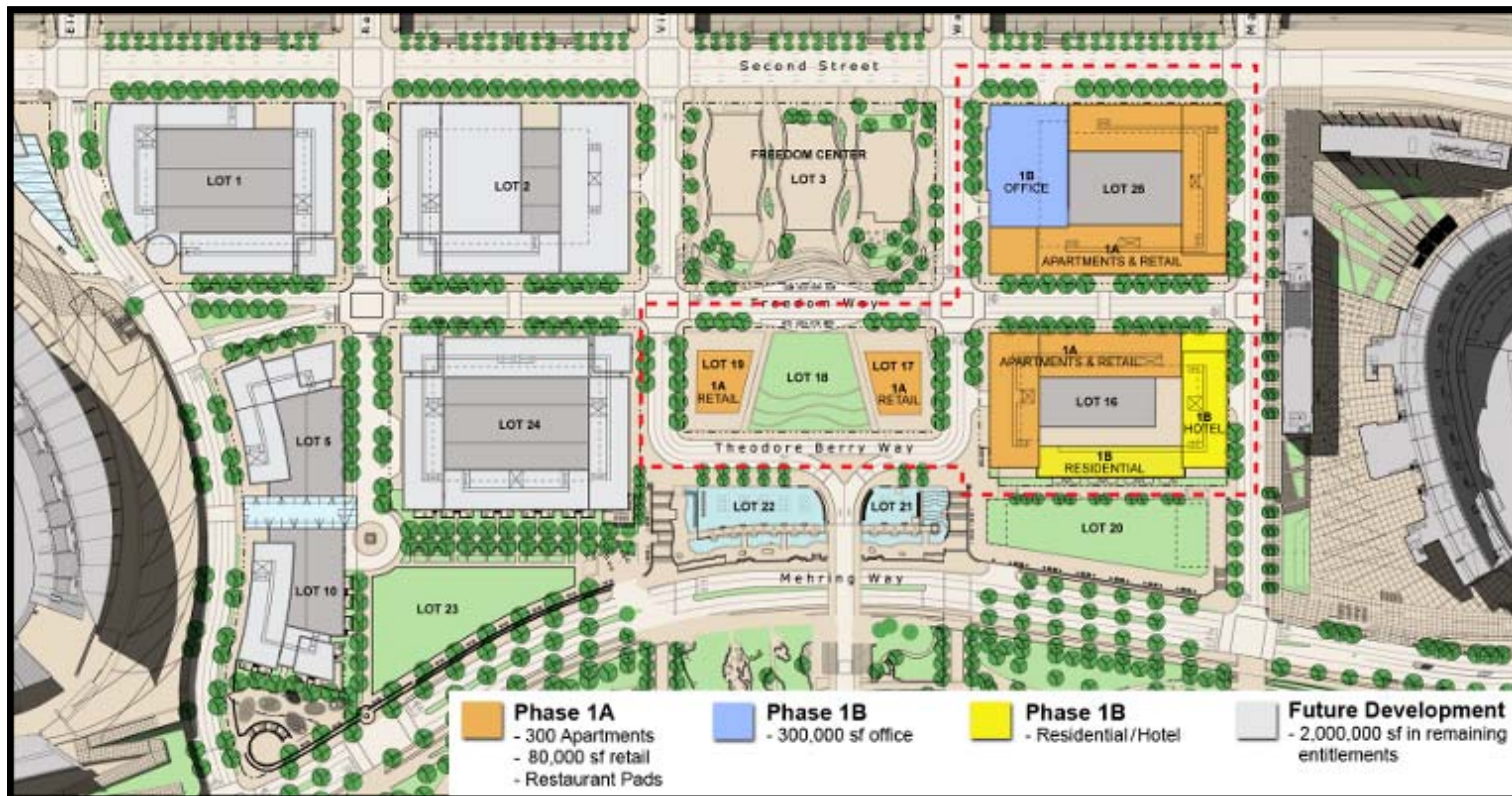 Second Street
FREEDOM CENTER
LOT 1
LOT 2
LOT 3
1B
OFFICE
LOT 25
1A
APARTMENTS & RETAIL
Freedom Way
LOT 19
1A
RETAIL
LOT 18
LOT 17
1A
RETAIL
1A
APARTMENTS & RETAIL
LOT 16
1B
HOTEL
1B
RESIDENTIAL
LOT 5
LOT 24
Theodore Berry Way
LOT 22
LOT 21
LOT 20
Mehring Way
LOT 10
LOT 23
Phase 1A
- 300 Apartments
- 80,000 sf retail
- Restaurant Pads
Phase 1B
- 300,000 sf office
Phase 1B
- Residential/Hotel
Future Development
- 2,000,000 sf in remaining
entitlements